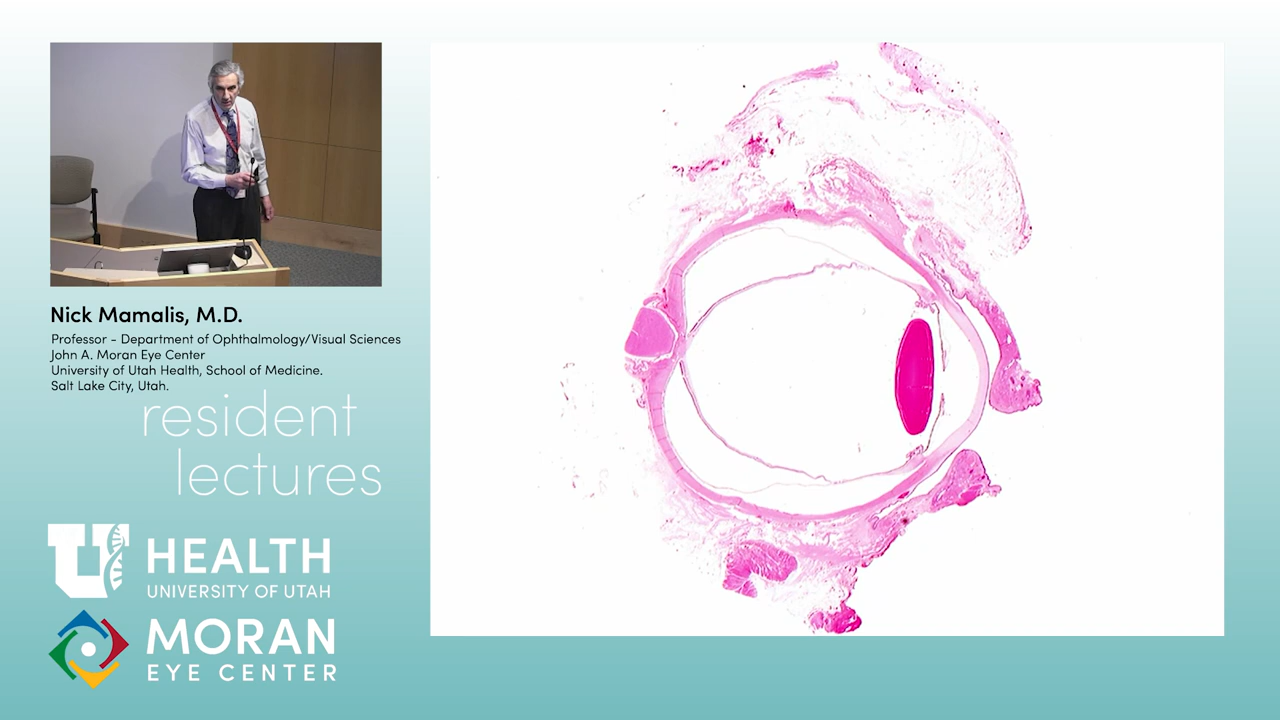 Nick Mamalis, M.D.
Professor - Department of Ophthalmology/Visual Sciences
John A. Moran Eye Center
University of Utah Health, School of Medicine.
Salt Lake City, Utah.
resident
lectures
U HEALTH
UNIVERSITY OF UTAH
MORAN
EYE CENTER